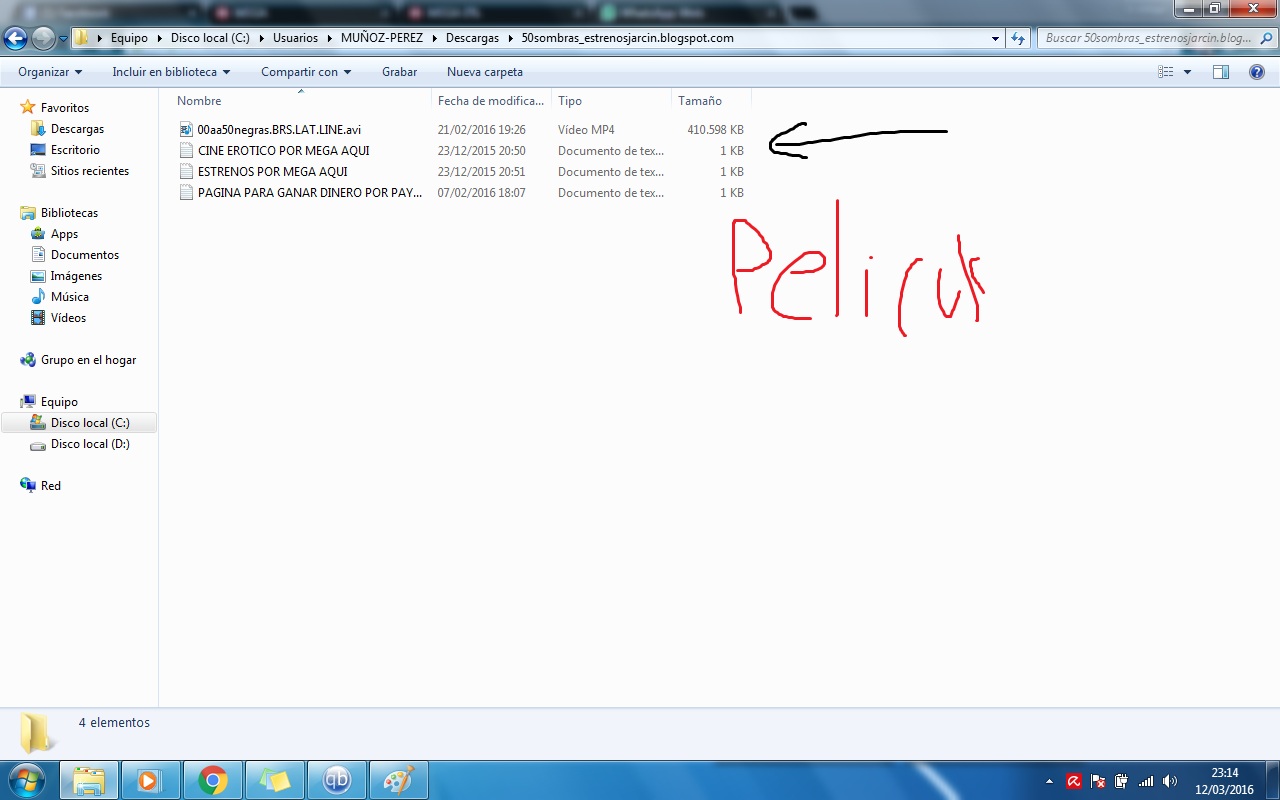 MEGA
WhatsApp Web
Equipo Disco local (C:) Usuarios MUÑOZ-PEREZ Descargas 50sombras_estrenosjarcin.blogspot.com
Buscar 50sombras_estrenosjarcin.blog...
Organizar Incluir en biblioteca Compartir con Grabar Nueva carpeta
Nombre Fecha de modifica... Tipo Tamaño
00aa50negras.BRS.LAT.LINE.avi 21/02/2016 19:26 Vídeo MP4 410.598 KB
CINE EROTICO POR MEGA AQUI 23/12/2015 20:50 Documento de tex... 1 KB
ESTRENOS POR MEGA AQUI 23/12/2015 20:51 Documento de tex... 1 KB
PAGINA PARA GANAR DINERO POR PAY... 07/02/2016 18:07 Documento de tex... 1 KB
Favoritos
Descargas
Escritorio
Sitios recientes
Bibliotecas
Apps
Documentos
Imágenes
Música
Vídeos
Grupo en el hogar
Equipo
Disco local (C:)
Disco local (D:)
Red
4 elementos
qb
23:14
12/03/2016